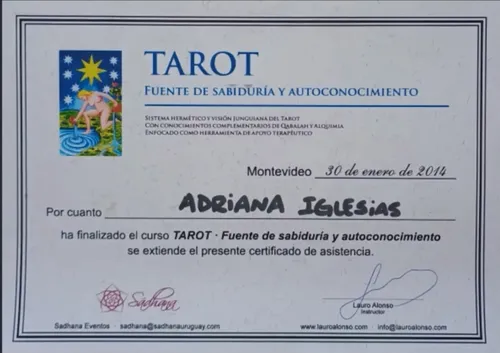 TAROT
FUENTE DE SABIDURÍA Y AUTOCONOCIMIENTO
SISTEMA HERMÉTICO Y VISIÓN JUNGUIANA DEL TAROT
CON CONOCIMIENTOS COMPLEMENTARIOS DE QABALAH Y ALQUIMIA
ENFOCADO COMO HERRAMIENTA DE APOYO TERAPÉUTICO
Montevideo 30 de enero de 2014
Por cuanto ADRIANA IGLESIAS
ha finalizado el curso TAROT · Fuente de sabiduría y autoconocimiento
se extiende el presente certificado de asistencia.
Sadhana
Lauro Alonso
Instructor
Sadhana Eventos sadhana@sadhanauruguay.com www.lauroalonso.com info@lauroalonso.com